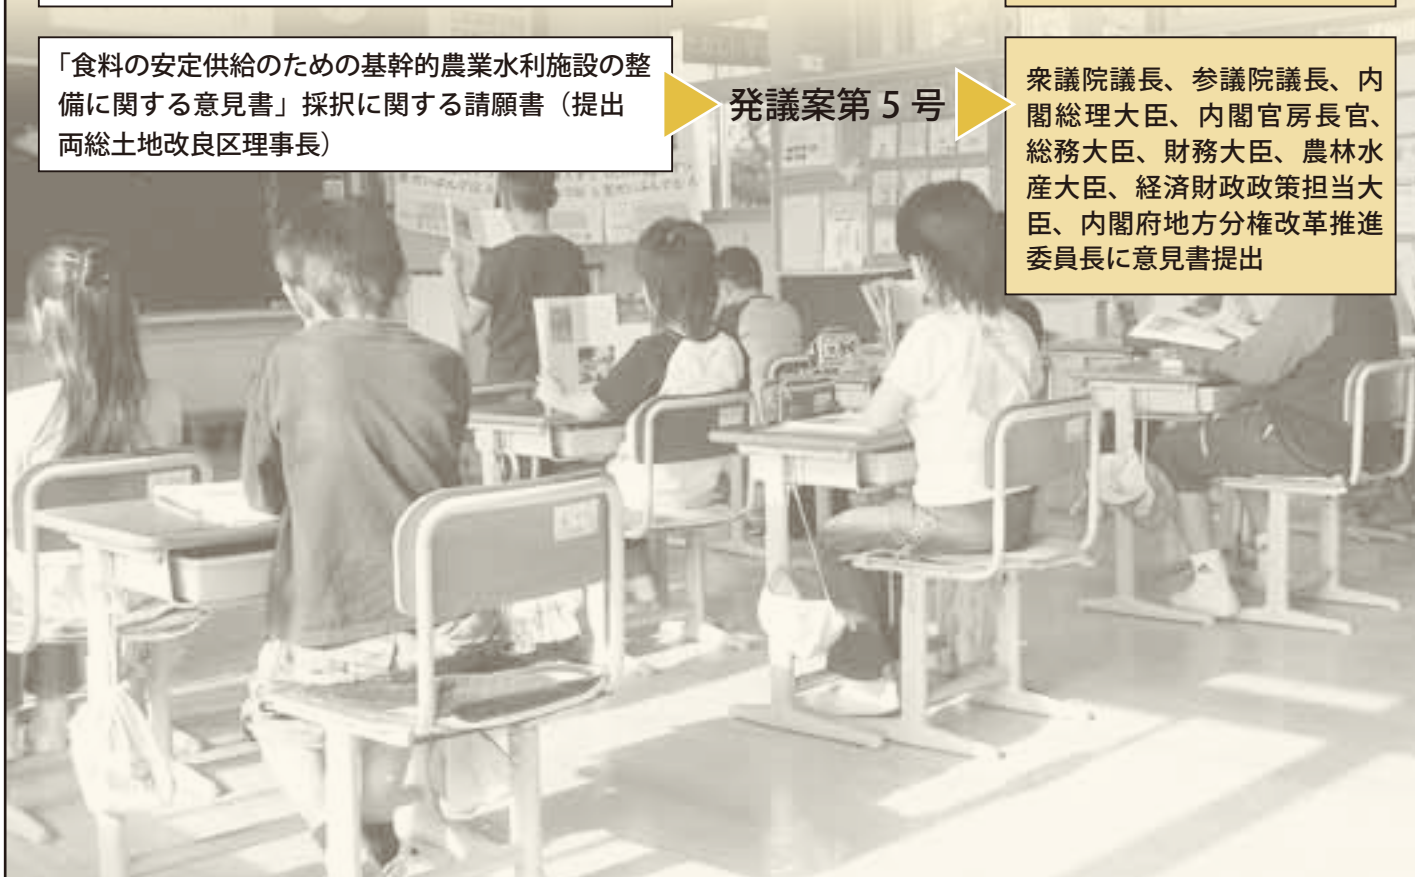 「食料の安定供給のための基幹的農業水利施設の整
備に関する意見書」採択に関する請願書（提出
両総土地改良区理事長）
発議案第 5 号
衆議院議長、参議院議長、内
閣総理大臣、内閣官房長官、
総務大臣、財務大臣、農林水
産大臣、経済財政政策担当大
臣、内閣府地方分権改革推進
委員長に意見書提出